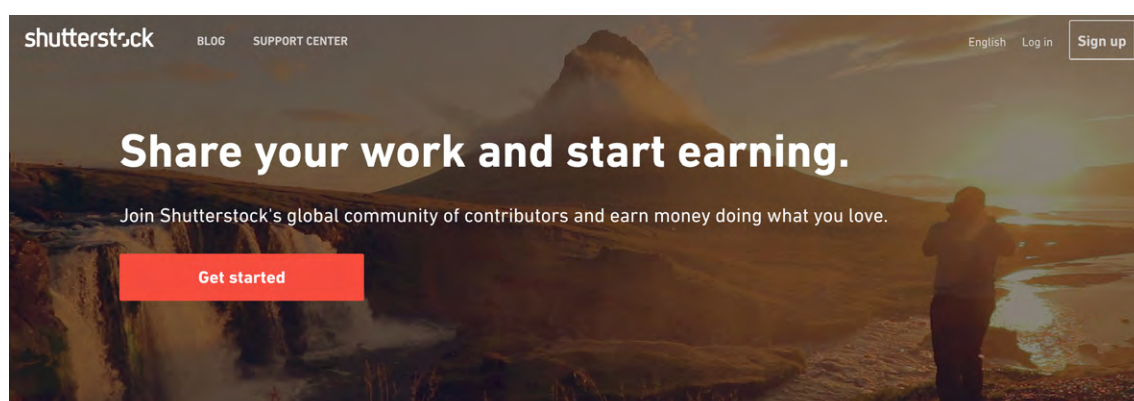 shutterstock BLOG SUPPORT CENTER English Log in Sign up
Share your work and start earning.
Join Shutterstock's global community of contributors and earn money doing what you love.
Get started